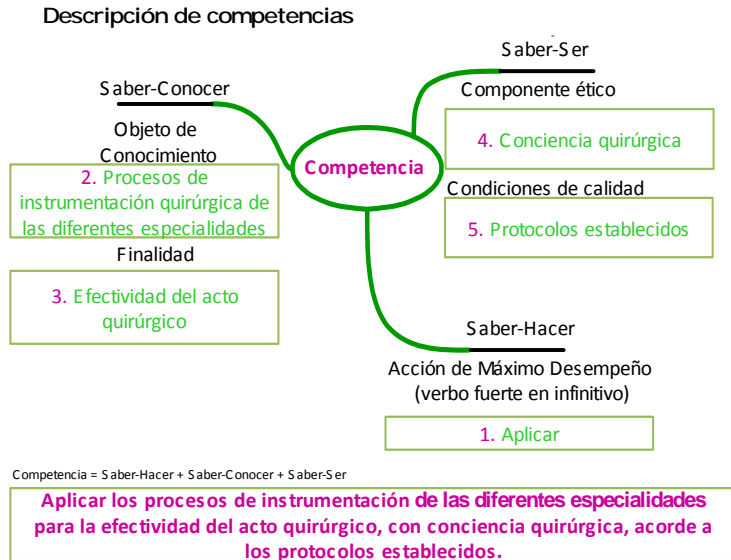 Descripción de competencias
Saber-Ser
Componente ético
4. Conciencia quirúrgica
Condiciones de calidad
5. Protocolos establecidos
Saber-Conocer
Objeto de
Conocimiento
2. Procesos de
instrumentación quirúrgica de
las diferentes especialidades
Finalidad
3. Efectividad del acto
quirúrgico
Competencia
Saber-Hacer
Acción de Máximo Desempeño
(verbo fuerte en infinitivo)
1. Aplicar
Competencia = Saber-Hacer + Saber-Conocer + Saber-Ser
Aplicar los procesos de instrumentación de las diferentes especialidades
para la efectividad del acto quirúrgico, con conciencia quirúrgica, acorde a
los protocolos establecidos.